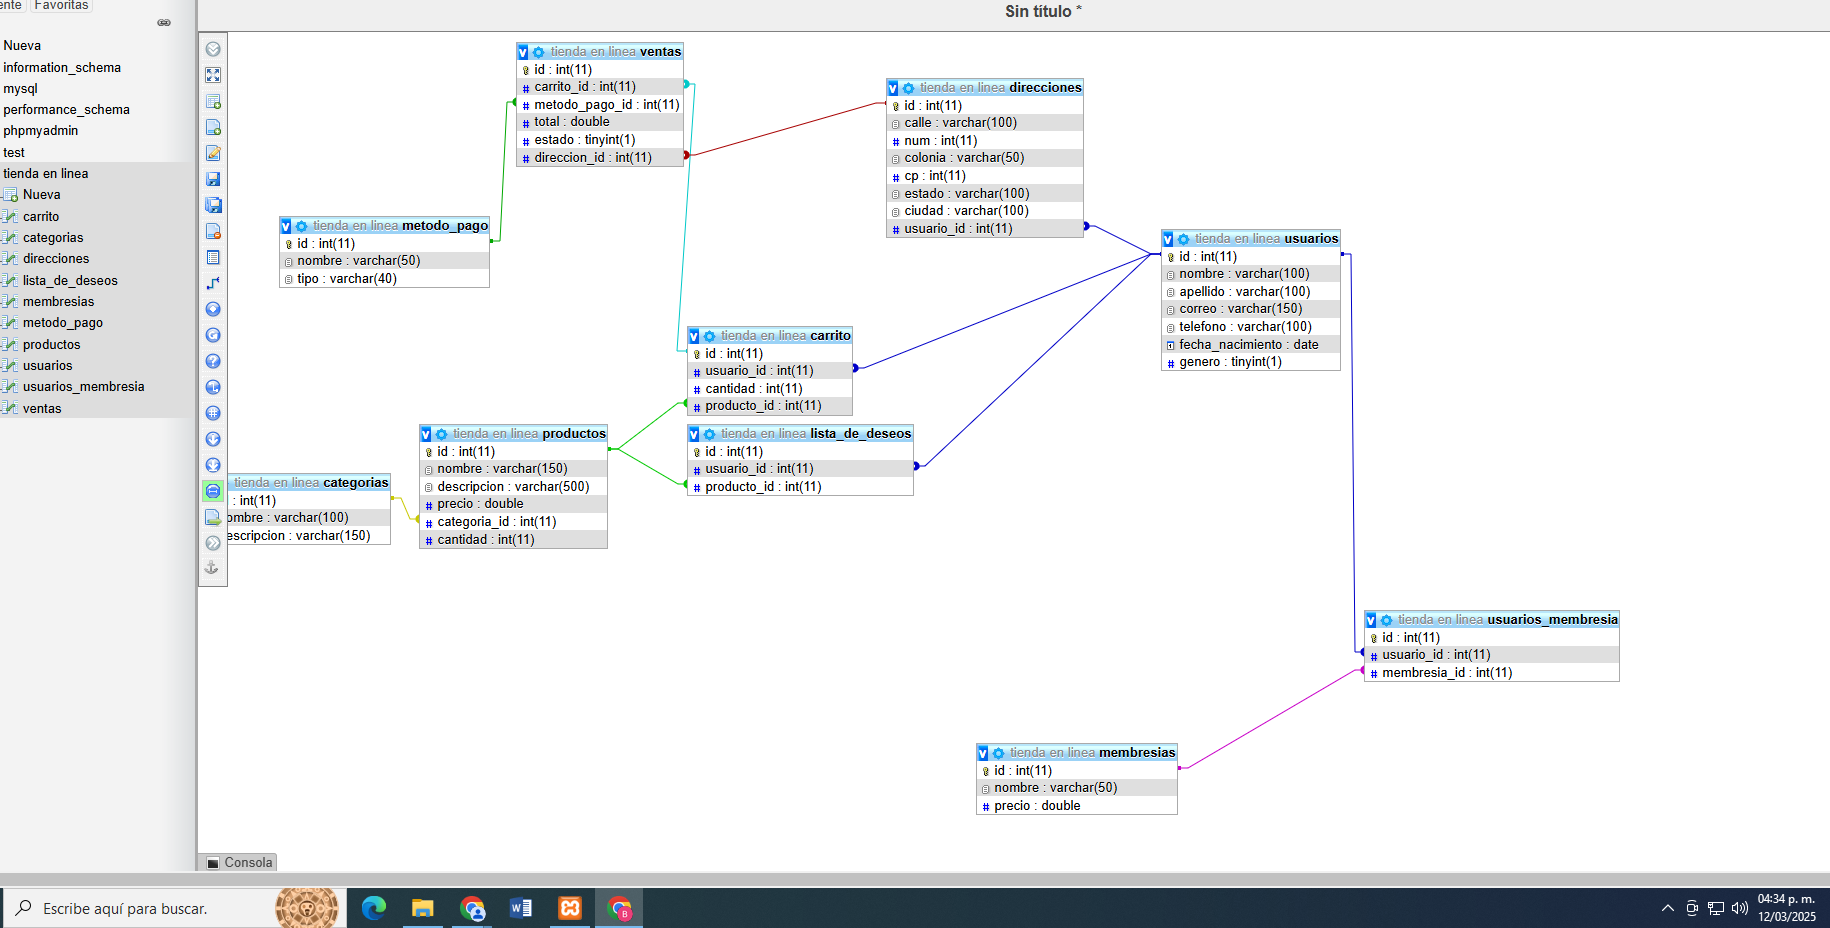 ente Favoritas
Sin título *
Nueva
information_schema
mysql
performance_schema
phpmyadmin
test
tienda en linea
Nueva
carrito
categorias
direcciones
lista_de_deseos
membresias
metodo_pago
productos
usuarios
usuarios_membresia
ventas
v tienda en linea ventas
id : int(11)
# carrito_id : int(11)
# metodo_pago_id : int(11)
# total : double
# estado : tinyint(1)
# direccion_id : int(11)
v tienda en linea direcciones
id : int(11)
calle : varchar(100)
# num : int(11)
colonia : varchar(50)
# cp : int(11)
estado : varchar(100)
ciudad : varchar(100)
# usuario_id : int(11)
v tienda en linea metodo_pago
id : int(11)
nombre : varchar(50)
tipo : varchar(40)
v tienda en linea usuarios
id : int(11)
nombre : varchar(100)
apellido : varchar(100)
correo : varchar(150)
telefono : varchar(100)
fecha_nacimiento : date
# genero : tinyint(1)
v tienda en linea carrito
id : int(11)
# usuario_id : int(11)
# cantidad : int(11)
# producto_id : int(11)
v tienda en linea productos
id : int(11)
nombre : varchar(150)
descripcion : varchar(500)
# precio : double
# categoria_id : int(11)
# cantidad : int(11)
v tienda en linea lista_de_deseos
id : int(11)
# usuario_id : int(11)
# producto_id : int(11)
tienda en linea categorias
: int(11)
ombre : varchar(100)
escripcion : varchar(150)
v tienda en linea usuarios_membresia
id : int(11)
# usuario_id : int(11)
# membresia_id : int(11)
v tienda en linea membresias
id : int(11)
nombre : varchar(50)
# precio : double
Consola
Escribe aquí para buscar.
04:34 p. m.
12/03/2025